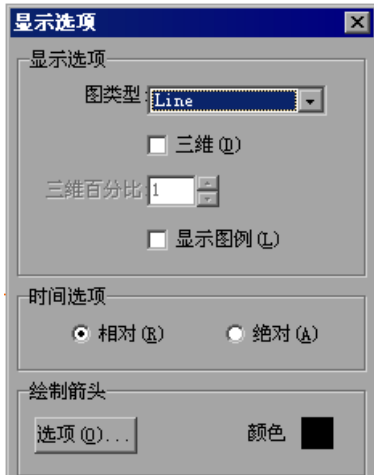 显示选项
显示选项
图类型: Line
三维(D)
三维百分比: 1
显示图例(L)
时间选项
相对(R) 绝对(A)
绘制箭头
选项(O)... 颜色